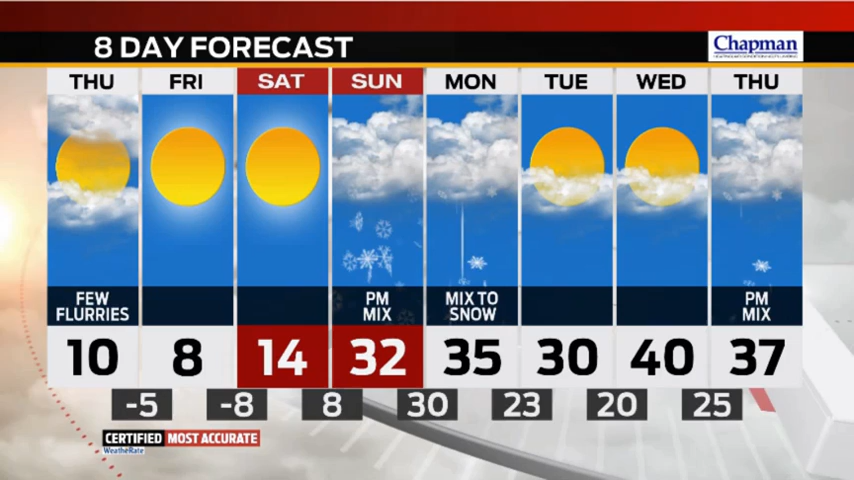 8 DAY FORECAST
Chapman
THU FRI SAT SUN MON TUE WED THU
FEW FLURRIES
PM MIX
MIX TO SNOW
PM MIX
10 8 14 32 35 30 40 37
-5 -8 8 30 23 20 25
CERTIFIED MOST ACCURATE
WeatheRate